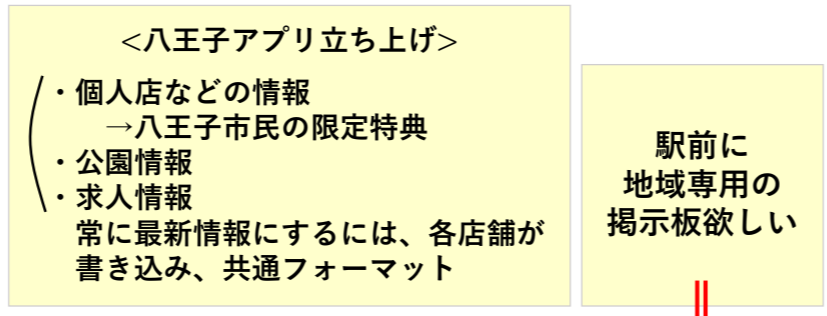 <八王子アプリ立ち上げ>
・個人店などの情報
→八王子市民の限定特典
・公園情報
・求人情報
常に最新情報にするには、各店舗が
書き込み、共通フォーマット
駅前に
地域専用の
掲示板欲しい